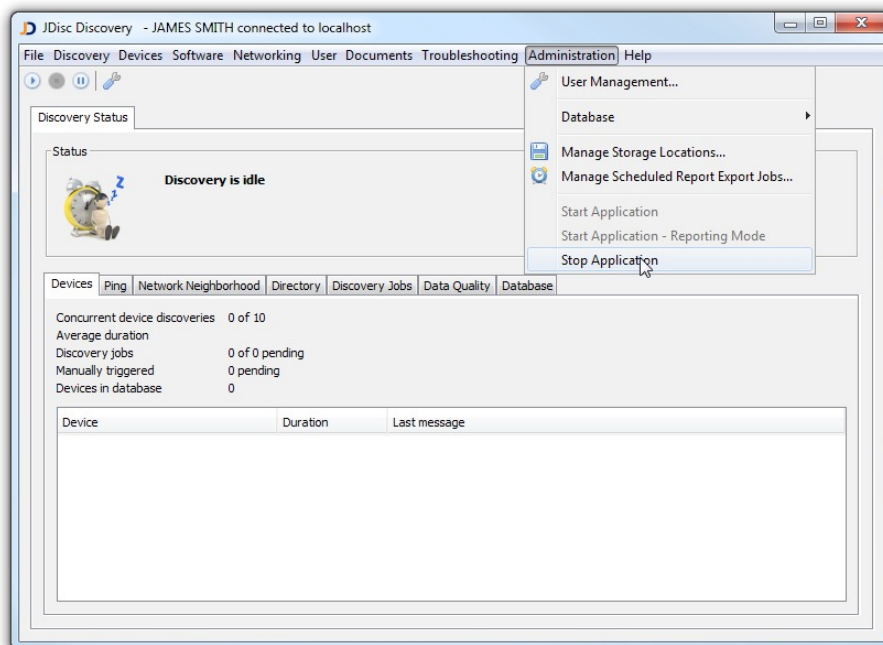 JDisc Discovery - JAMES SMITH connected to localhost
File Discovery Devices Software Networking User Documents Troubleshooting Administration Help
User Management...
Database
Manage Storage Locations...
Manage Scheduled Report Export Jobs...
Start Application
Start Application - Reporting Mode
Stop Application
Discovery Status
Status
Discovery is idle
Devices Ping Network Neighborhood Directory Discovery Jobs Data Quality Database
Concurrent device discoveries 0 of 10
Average duration
Discovery jobs 0 of 0 pending
Manually triggered 0 pending
Devices in database 0
Device Duration Last message